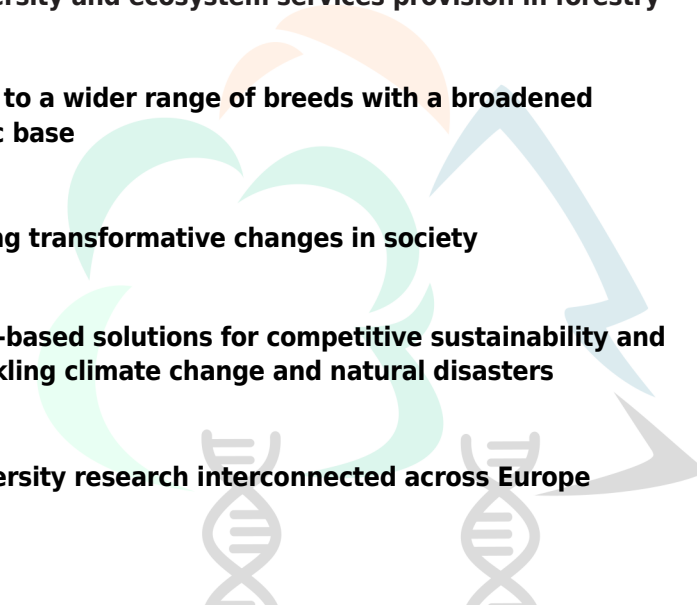 ersity and ecosystem services provision in forestry
to a wider range of breeds with a broadened
c base
ng transformative changes in society
-based solutions for competitive sustainability and
kling climate change and natural disasters
ersity research interconnected across Europe